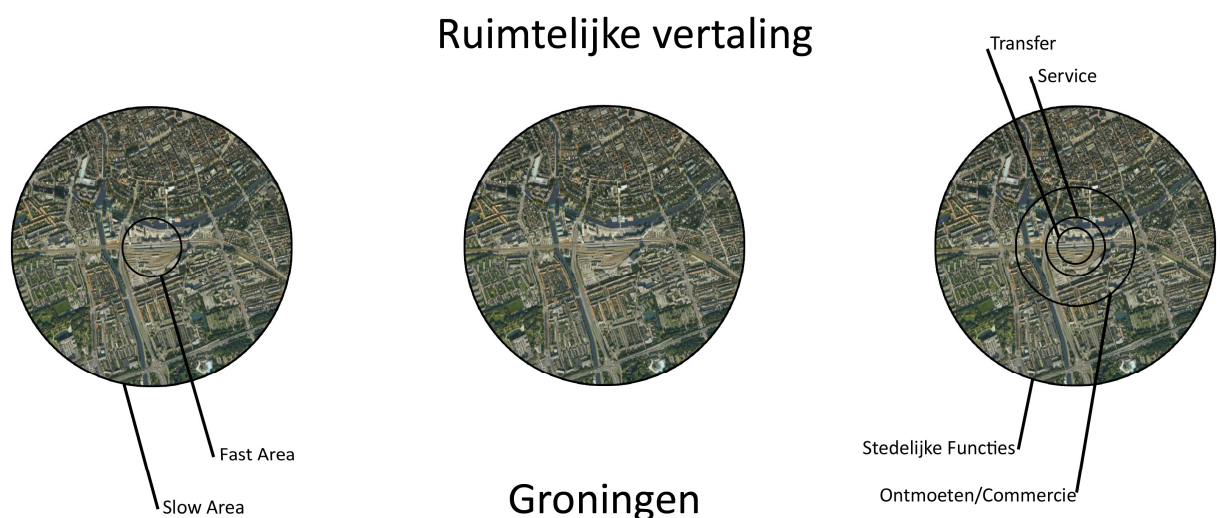 Ruimtelijke vertaling
Transfer
Service
Fast Area
Slow Area
Stedelijke Functies
Ontmoeten/Commercie
Groningen